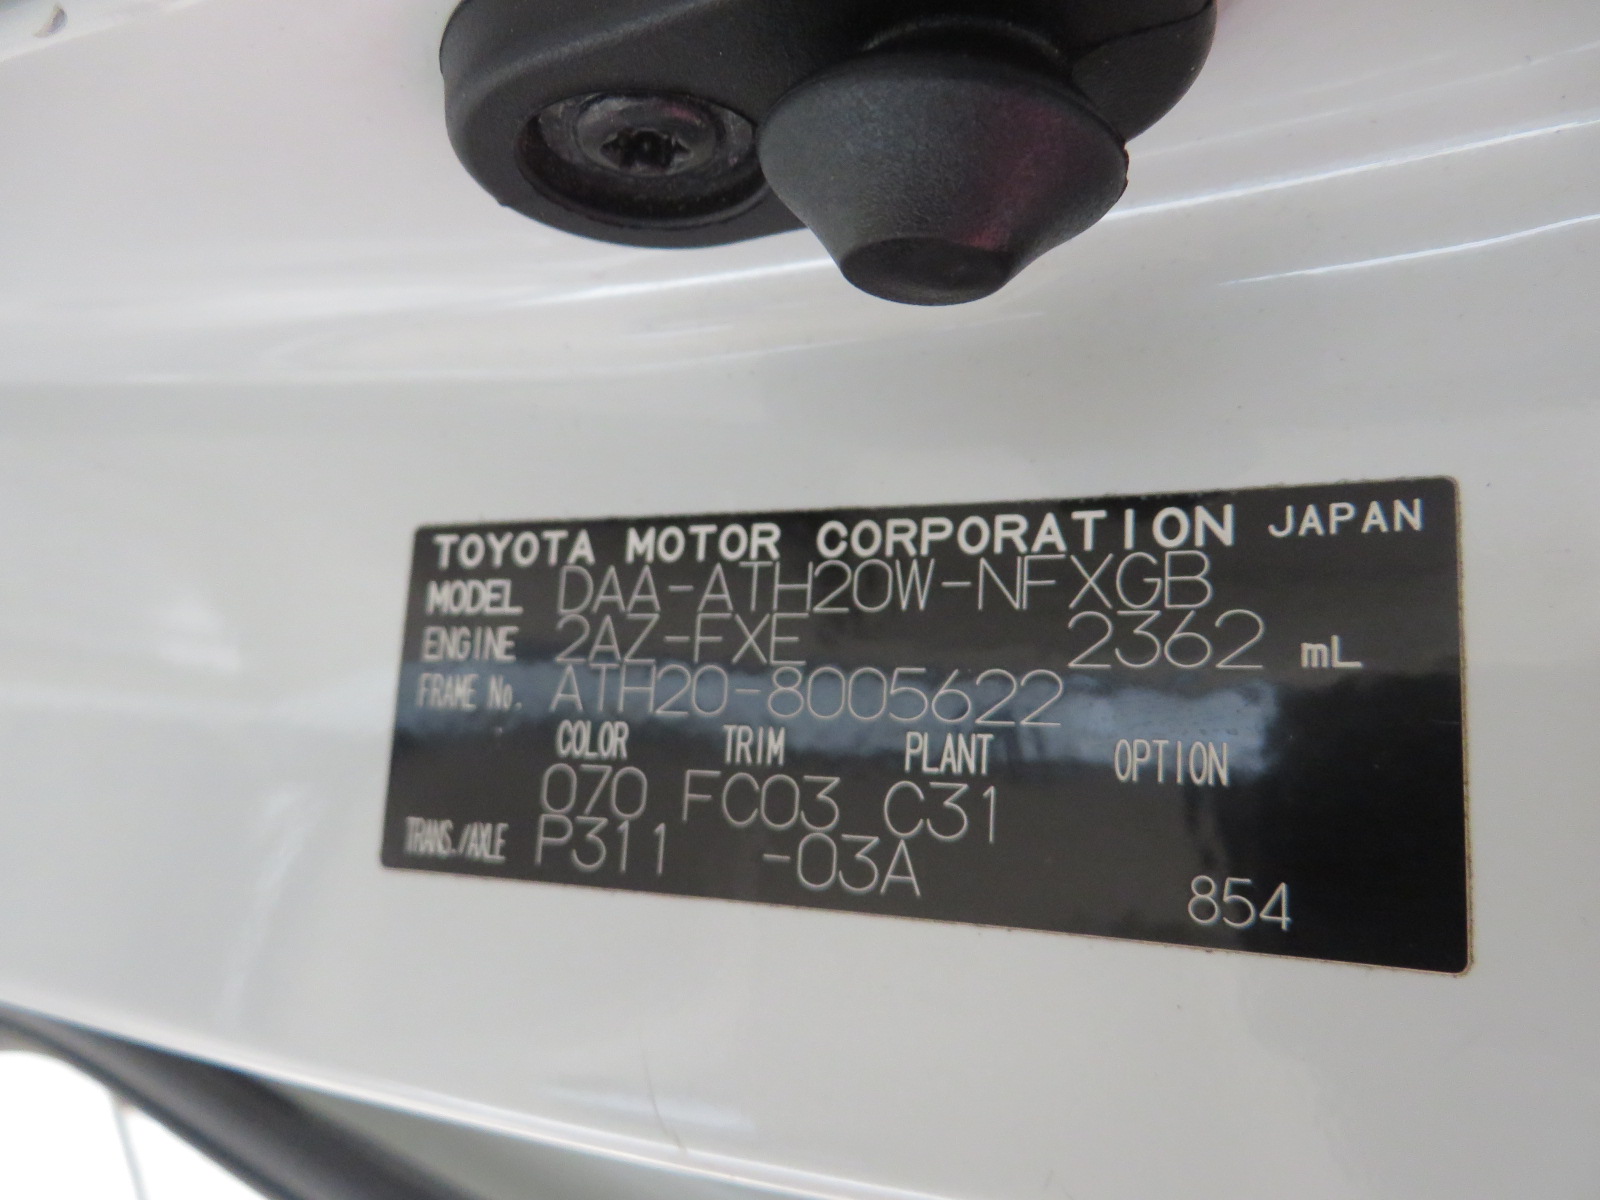 TOYOTA MOTOR CORPORATION JAPAN
MODEL DAA-ATH20W-NFXGB
ENGINE 2AZ-FXE 2362 mL
FRAME No. ATH20-8005622
COLOR TRIM PLANT OPTION
070 FC03 C31
TRANS./AXLE P311 -03A
854